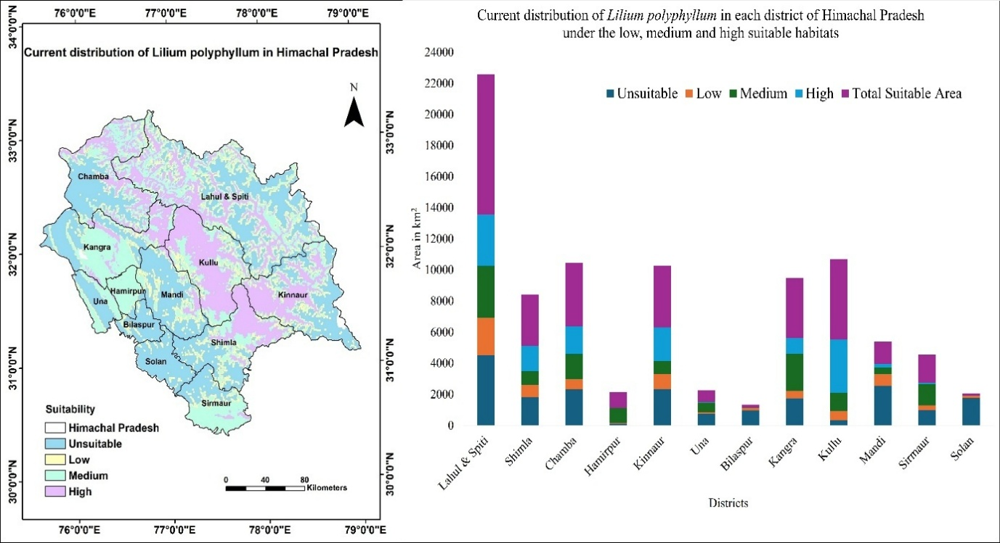 76°0'0"E 77°0'0"E 78°0'0"E 79°0'0"E
34°0'0"N
33°0'0"N
32°0'0"N
31°0'0"N
30°0'0"N
Current distribution of Lilium polyphyllum in Himachal Pradesh
N
Chamba
Lahul & Spiti
Kangra
Kullu
Hamirpur
Mandi
Kinnaur
Una
Bilaspur
Shimla
Solan
Sirmaur
Suitability
Himachal Pradesh
Unsuitable
Low
Medium
High
0 40 80
Kilometers
33°0'0"N
32°0'0"N
31°0'0"N
30°0'0"N
76°0'0"E 77°0'0"E 78°0'0"E 79°0'0"E
Current distribution of Lilium polyphyllum in each district of Himachal Pradesh
under the low, medium and high suitable habitats
Unsuitable Low Medium High Total Suitable Area
Area in km²
24000
22000
20000
18000
16000
14000
12000
10000
8000
6000
4000
2000
0
Lahul & Spiti Shimla Chamba Hamirpur Kinnaur Una Bilaspur Kangra Kullu Mandi Sirmaur Solan
Districts